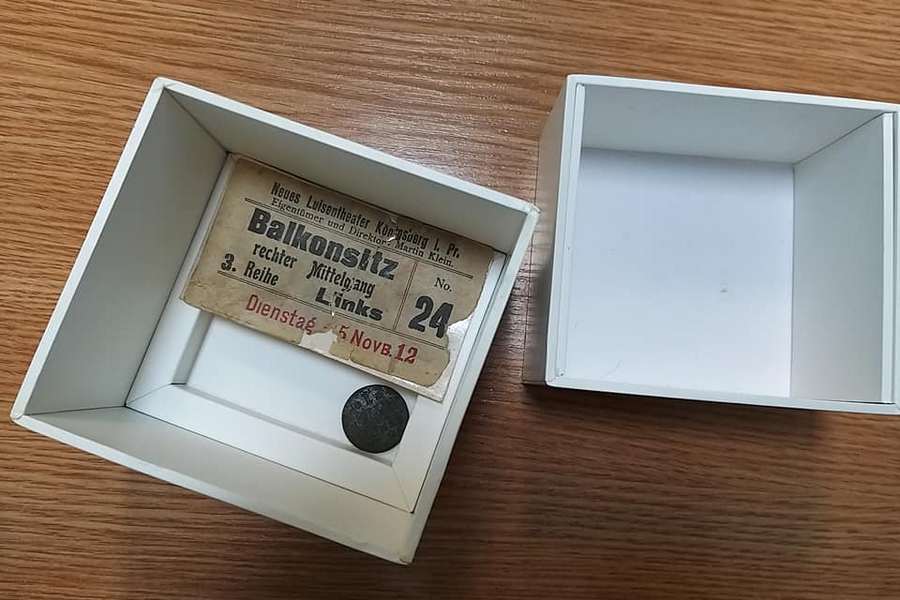 Neues Luisentheater Königsberg i. Pr.
Eigentümer und Direktor: Martin Klein.
Balkonsitz
rechter Mittelgang
3. Reihe Links
No.
24
Dienstag 5 Novb. 12